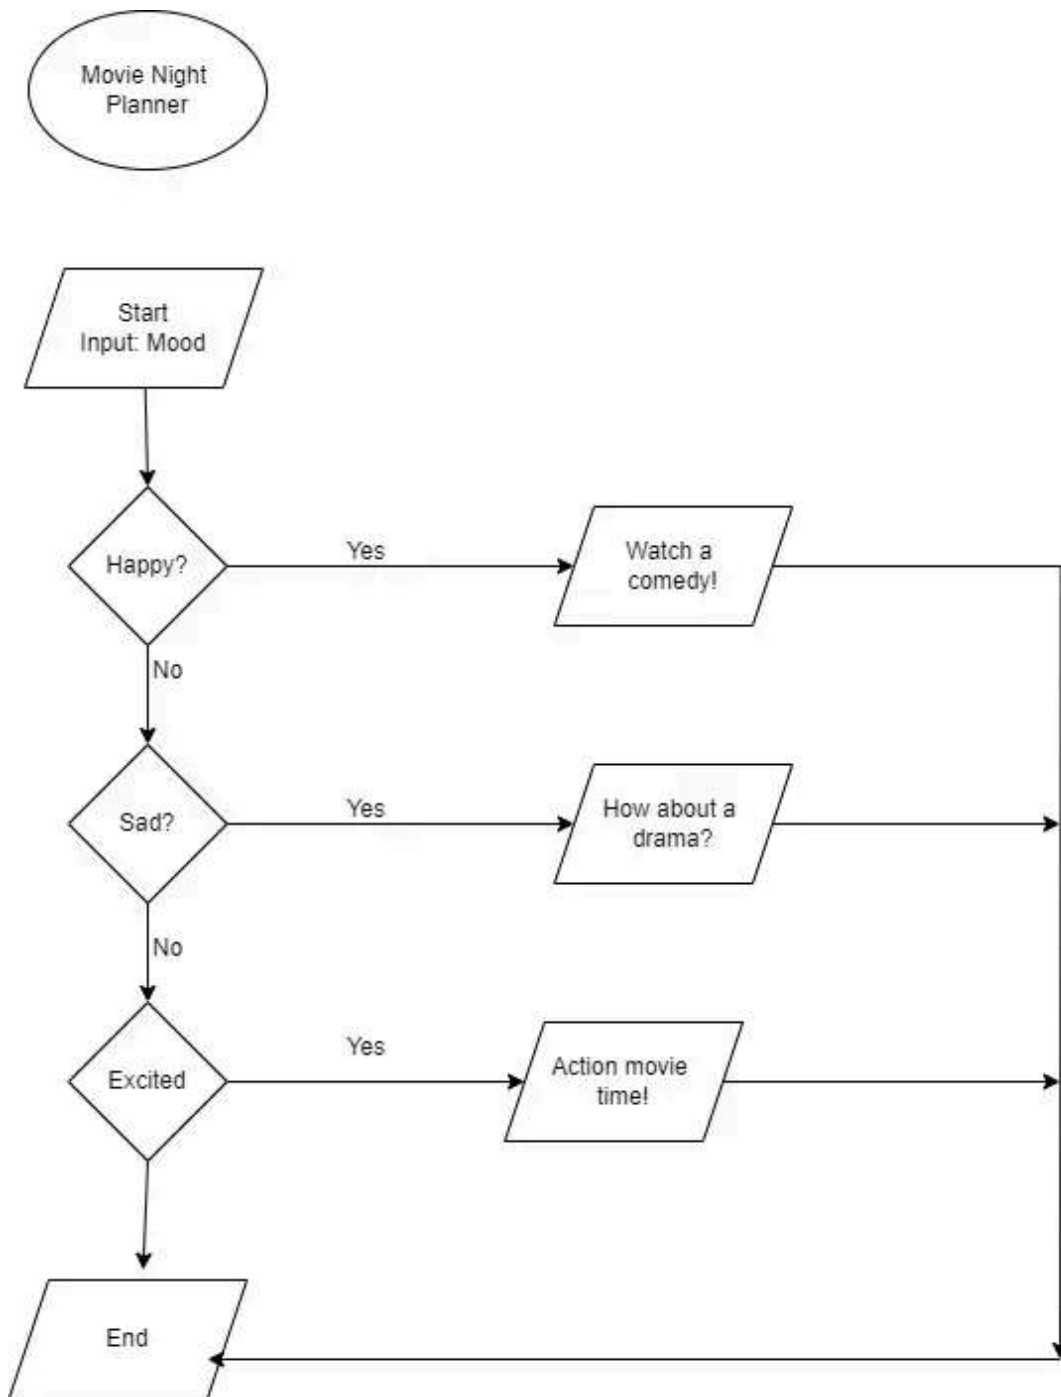 Movie Night
Planner
Start
Input: Mood
Happy?
Yes
Watch a
comedy!
No
Sad?
Yes
How about a
drama?
No
Excited
Yes
Action movie
time!
End